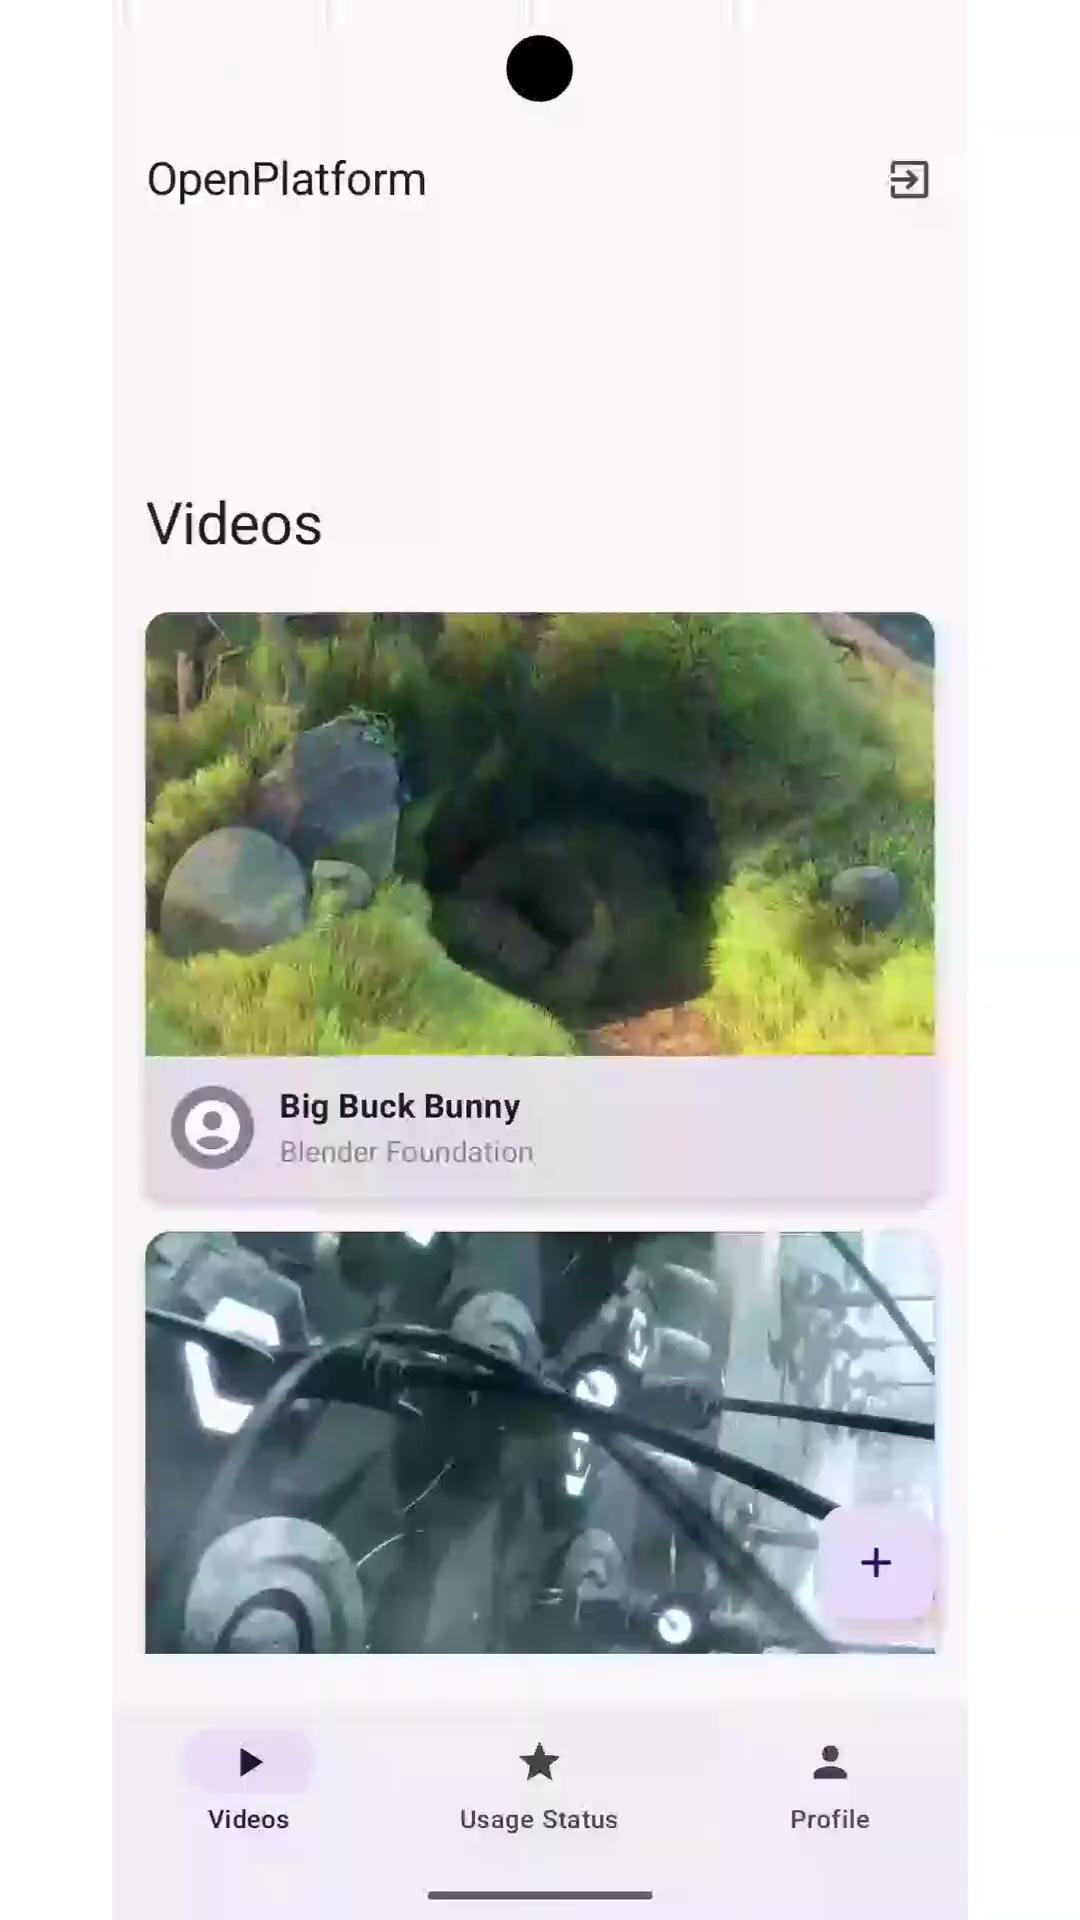 OpenPlatform
Videos
Big Buck Bunny
Blender Foundation
Videos
Usage Status
Profile